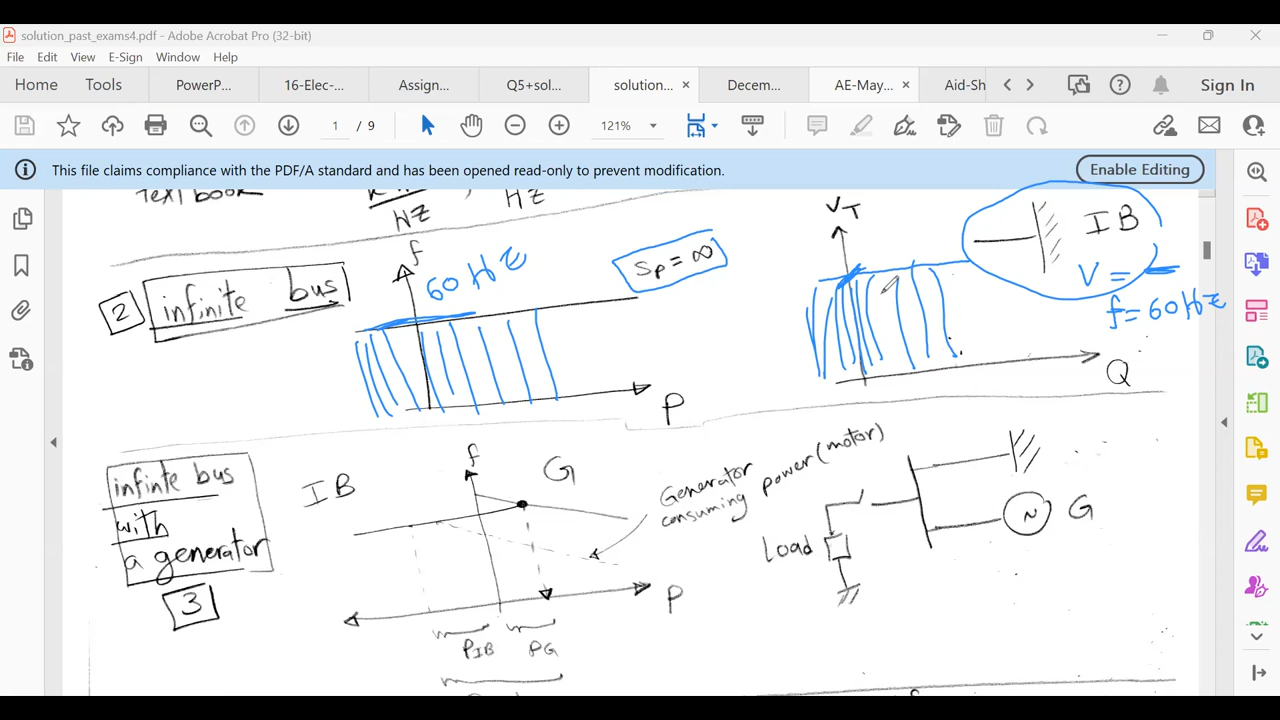 solution_past_exams4.pdf - Adobe Acrobat Pro (32-bit)
File Edit View E-Sign Window Help
Home Tools PowerP... 16-Elec-... Assignm... Q5+sol... solution... × Decem... AE-May... × Aid-Sh
Sign In
1 / 9 121%
This file claims compliance with the PDF/A standard and has been opened read-only to prevent modification. Enable Editing
Textbook
HZ
HZ
2 infinite bus
f
60 Hz
Sp = ∞
P
VT
IB
V =
f = 60 Hz
Q
infinte bus
with
a generator
3
IB
f
G
Generator
consuming power (motor)
P
PIB PG
Load
N G